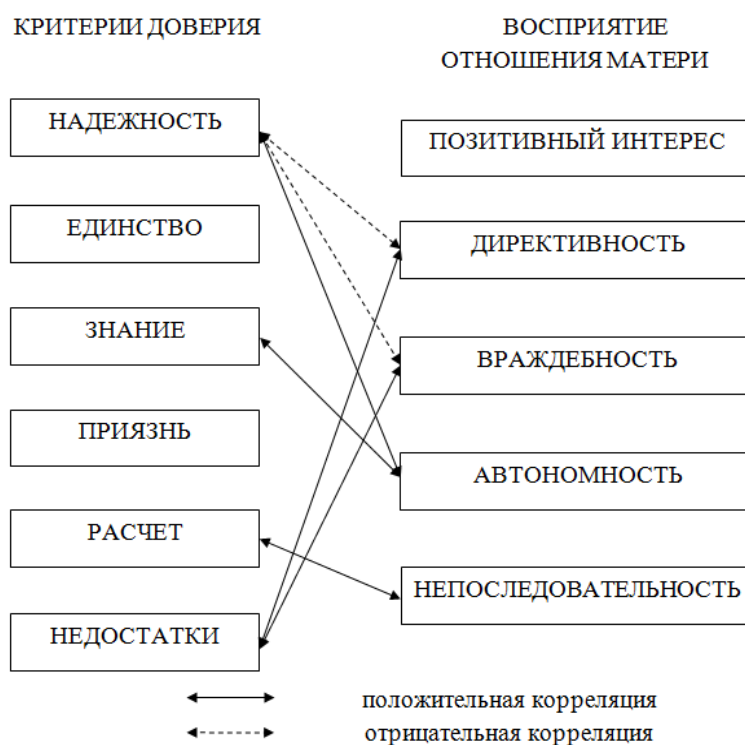 КРИТЕРИИ ДОВЕРИЯ
ВОСПРИЯТИЕ
ОТНОШЕНИЯ МАТЕРИ
НАДЕЖНОСТЬ
ЕДИНСТВО
ЗНАНИЕ
ПРИЯЗНЬ
РАСЧЕТ
НЕДОСТАТКИ
ПОЗИТИВНЫЙ ИНТЕРЕС
ДИРЕКТИВНОСТЬ
ВРАЖДЕБНОСТЬ
АВТОНОМНОСТЬ
НЕПОСЛЕДОВАТЕЛЬНОСТЬ
положительная корреляция
отрицательная корреляция